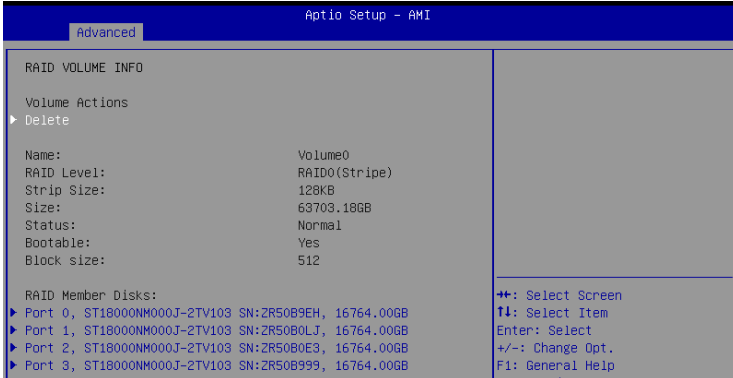 Aptio Setup - AMI
Advanced
RAID VOLUME INFO
Volume Actions
Delete
Name: Volume0
RAID Level: RAID0(Stripe)
Strip Size: 128KB
Size: 63703.18GB
Status: Normal
Bootable: Yes
Block size: 512
RAID Member Disks:
Port 0, ST18000NM000J-2TV103 SN:ZR50B9EH, 16764.00GB
Port 1, ST18000NM000J-2TV103 SN:ZR50B0LJ, 16764.00GB
Port 2, ST18000NM000J-2TV103 SN:ZR50B0E3, 16764.00GB
Port 3, ST18000NM000J-2TV103 SN:ZR50B999, 16764.00GB
→←: Select Screen
↑↓: Select Item
Enter: Select
+/-: Change Opt.
F1: General Help